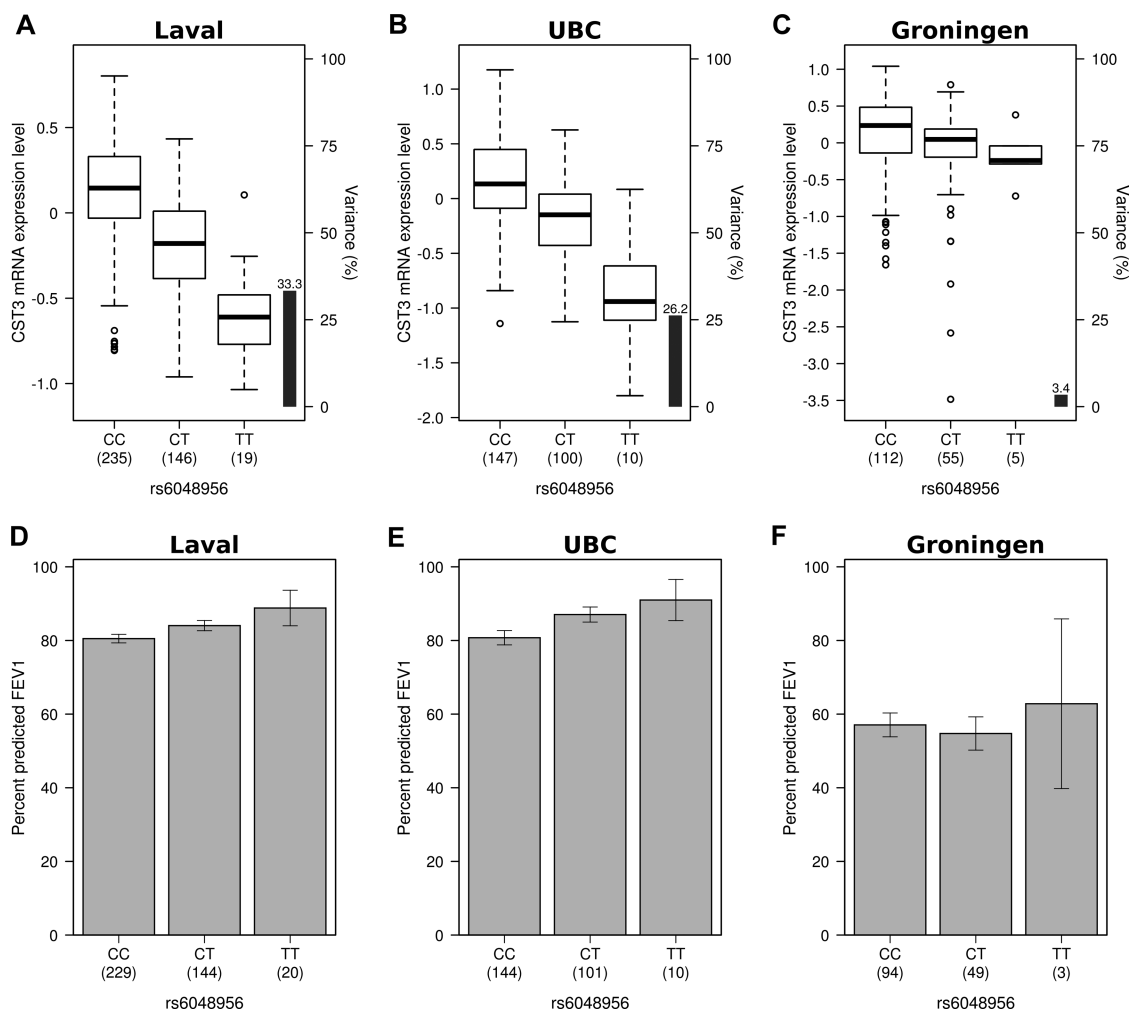 A
Laval
CST3 mRNA expression level
0.5
0
-0.5
-1.0
100
75
50
25
0
Variance (%)
33.3
CC CT TT
(235) (146) (19)
rs6048956
B
UBC
CST3 mRNA expression level
1.0
0.5
0
-0.5
-1.0
-1.5
-2.0
100
75
50
25
0
Variance (%)
26.2
CC CT TT
(147) (100) (10)
rs6048956
C
Groningen
CST3 mRNA expression level
1.0
0.5
0
-0.5
-1.0
-1.5
-2.0
-2.5
-3.0
-3.5
100
75
50
25
0
Variance (%)
3.4
CC CT TT
(112) (55) (5)
rs6048956
D
Laval
Percent predicted FEV1
100
80
60
40
20
0
CC CT TT
(229) (144) (20)
rs6048956
E
UBC
Percent predicted FEV1
100
80
60
40
20
0
CC CT TT
(144) (101) (10)
rs6048956
F
Groningen
Percent predicted FEV1
100
80
60
40
20
0
CC CT TT
(94) (49) (3)
rs6048956